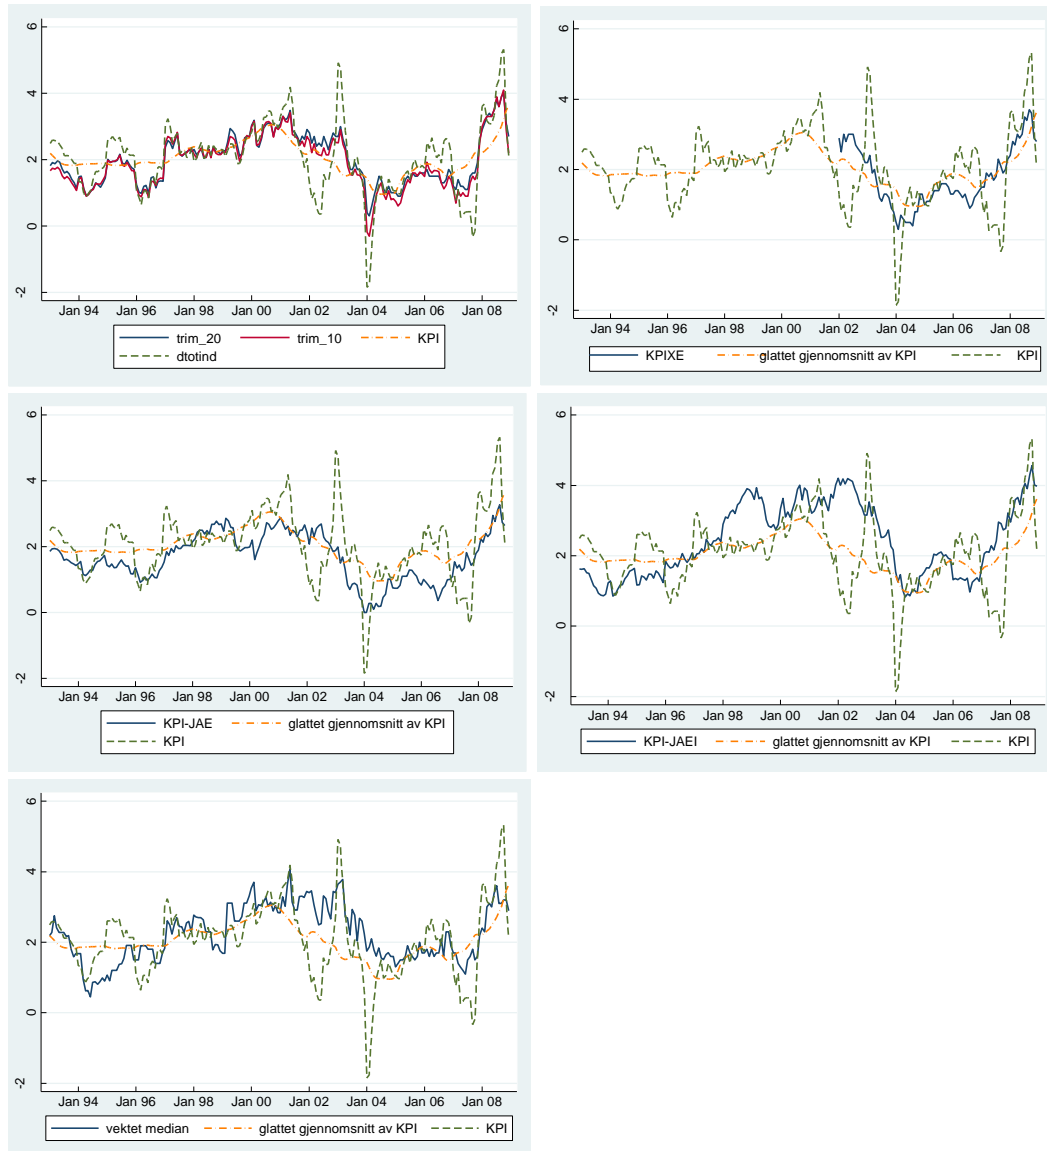 6
4
2
0
-2
Jan 94 Jan 96 Jan 98 Jan 00 Jan 02 Jan 04 Jan 06 Jan 08
trim_20 trim_10 KPI
dtotind
6
4
2
0
-2
Jan 94 Jan 96 Jan 98 Jan 00 Jan 02 Jan 04 Jan 06 Jan 08
KPIXE glattet gjennomsnitt av KPI KPI
6
4
2
0
-2
Jan 94 Jan 96 Jan 98 Jan 00 Jan 02 Jan 04 Jan 06 Jan 08
KPI-JAE glattet gjennomsnitt av KPI
KPI
6
4
2
0
-2
Jan 94 Jan 96 Jan 98 Jan 00 Jan 02 Jan 04 Jan 06 Jan 08
KPI-JAEI glattet gjennomsnitt av KPI KPI
6
4
2
0
-2
Jan 94 Jan 96 Jan 98 Jan 00 Jan 02 Jan 04 Jan 06 Jan 08
vektet median glattet gjennomsnitt av KPI KPI